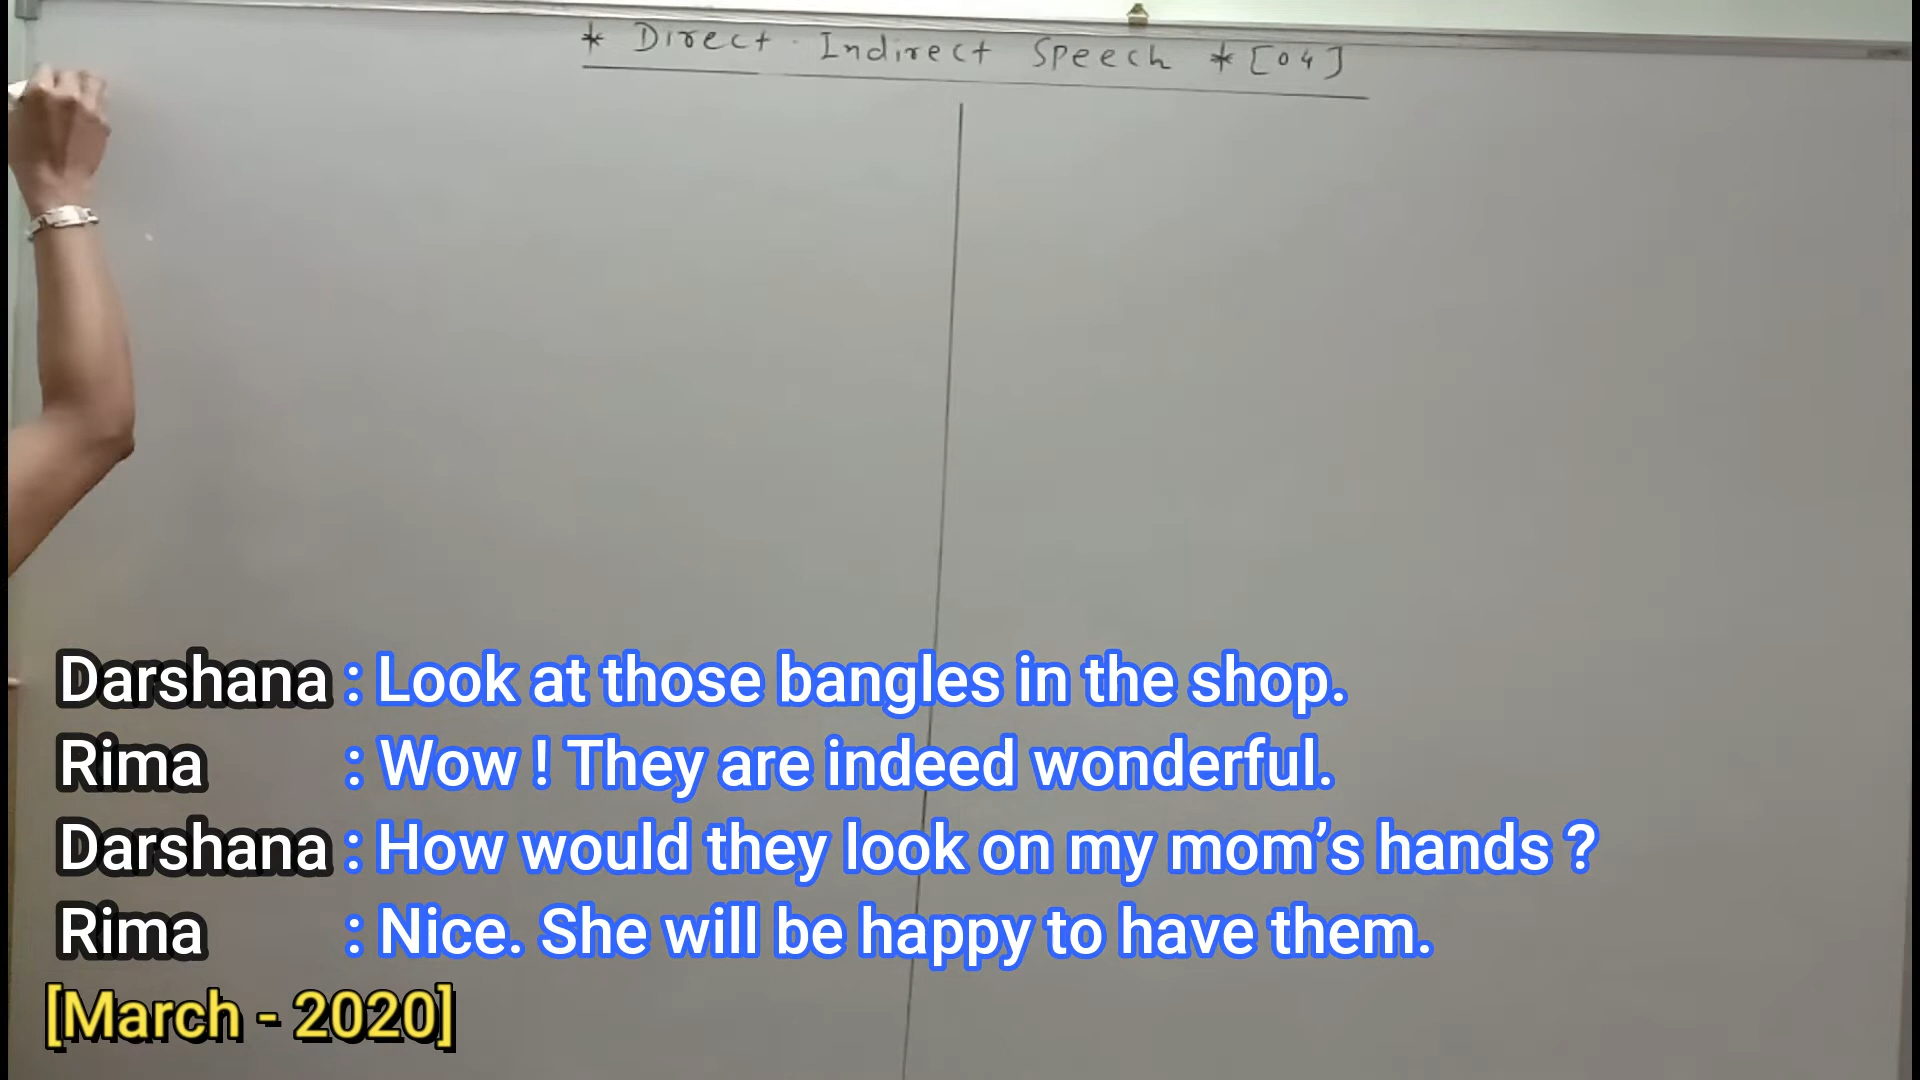 * Direct - Indirect Speech * [04]
Darshana : Look at those bangles in the shop.
Rima : Wow ! They are indeed wonderful.
Darshana : How would they look on my mom's hands ?
Rima : Nice. She will be happy to have them.
[March - 2020]